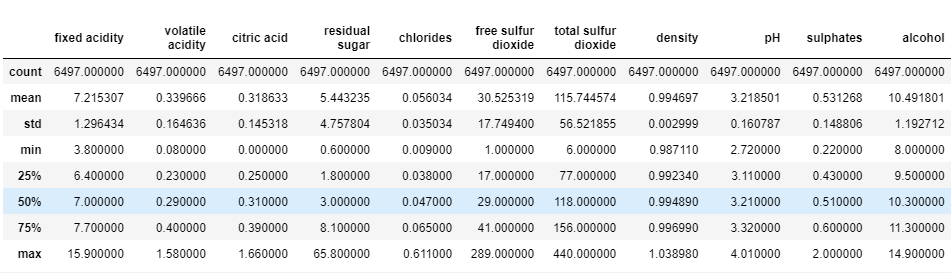 fixed acidity volatile acidity citric acid residual sugar chlorides free sulfur dioxide total sulfur dioxide density pH sulphates alcohol
count 6497.000000 6497.000000 6497.000000 6497.000000 6497.000000 6497.000000 6497.000000 6497.000000 6497.000000 6497.000000 6497.000000
mean 7.215307 0.339666 0.318633 5.443235 0.056034 30.525319 115.744574 0.994697 3.218501 0.531268 10.491801
std 1.296434 0.164636 0.145318 4.757804 0.035034 17.749400 56.521855 0.002999 0.160787 0.148806 1.192712
min 3.800000 0.080000 0.000000 0.600000 0.009000 1.000000 6.000000 0.987110 2.720000 0.220000 8.000000
25% 6.400000 0.230000 0.250000 1.800000 0.038000 17.000000 77.000000 0.992340 3.110000 0.430000 9.500000
50% 7.000000 0.290000 0.310000 3.000000 0.047000 29.000000 118.000000 0.994890 3.210000 0.510000 10.300000
75% 7.700000 0.400000 0.390000 8.100000 0.065000 41.000000 156.000000 0.996990 3.320000 0.600000 11.300000
max 15.900000 1.580000 1.660000 65.800000 0.611000 289.000000 440.000000 1.038980 4.010000 2.000000 14.900000